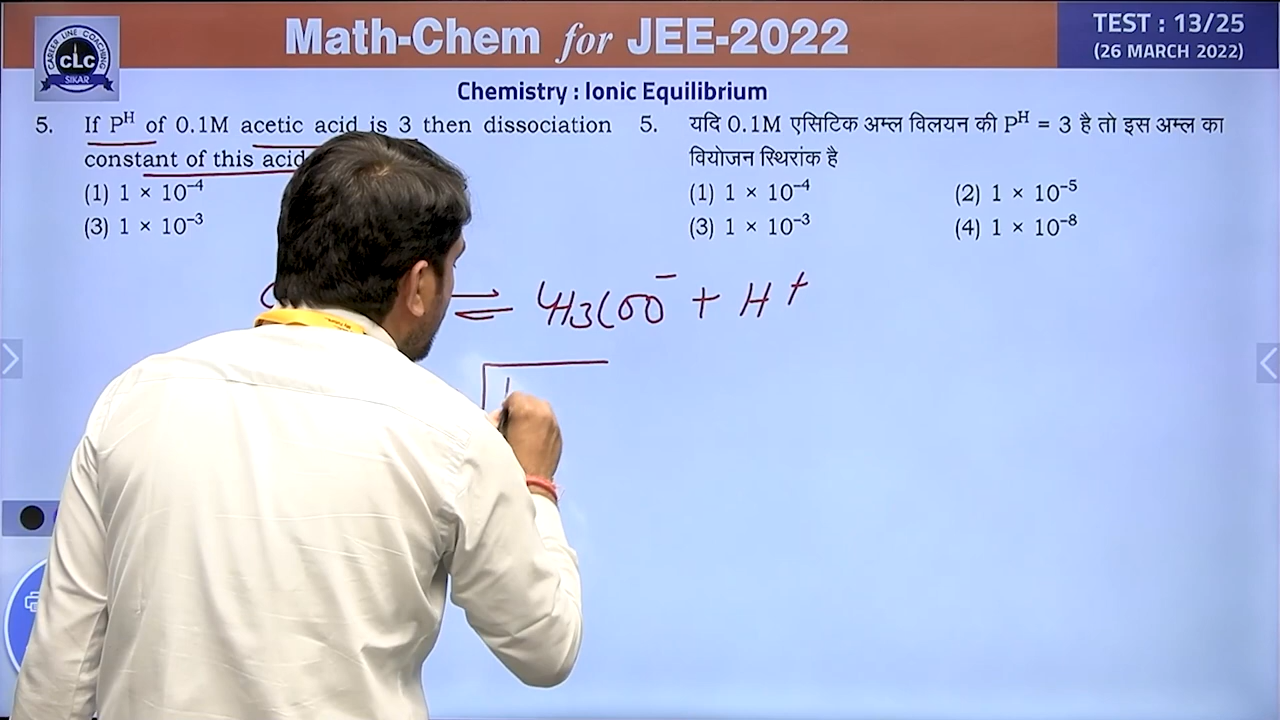 Math-Chem for JEE-2022
TEST : 13/25
(26 MARCH 2022)
CAREER LINE COACHING
CLC
SIKAR
Chemistry : Ionic Equilibrium
5. If Pᴴ of 0.1M acetic acid is 3 then dissociation
constant of this acid
(1) 1 × 10⁻⁴
(3) 1 × 10⁻³
5. यदि 0.1M एसिटिक अम्ल विलयन की Pᴴ = 3 है तो इस अम्ल का
वियोजन स्थिरांक है
(1) 1 × 10⁻⁴ (2) 1 × 10⁻⁵
(3) 1 × 10⁻³ (4) 1 × 10⁻⁸
⇌ CH3COO⁻ + H⁺